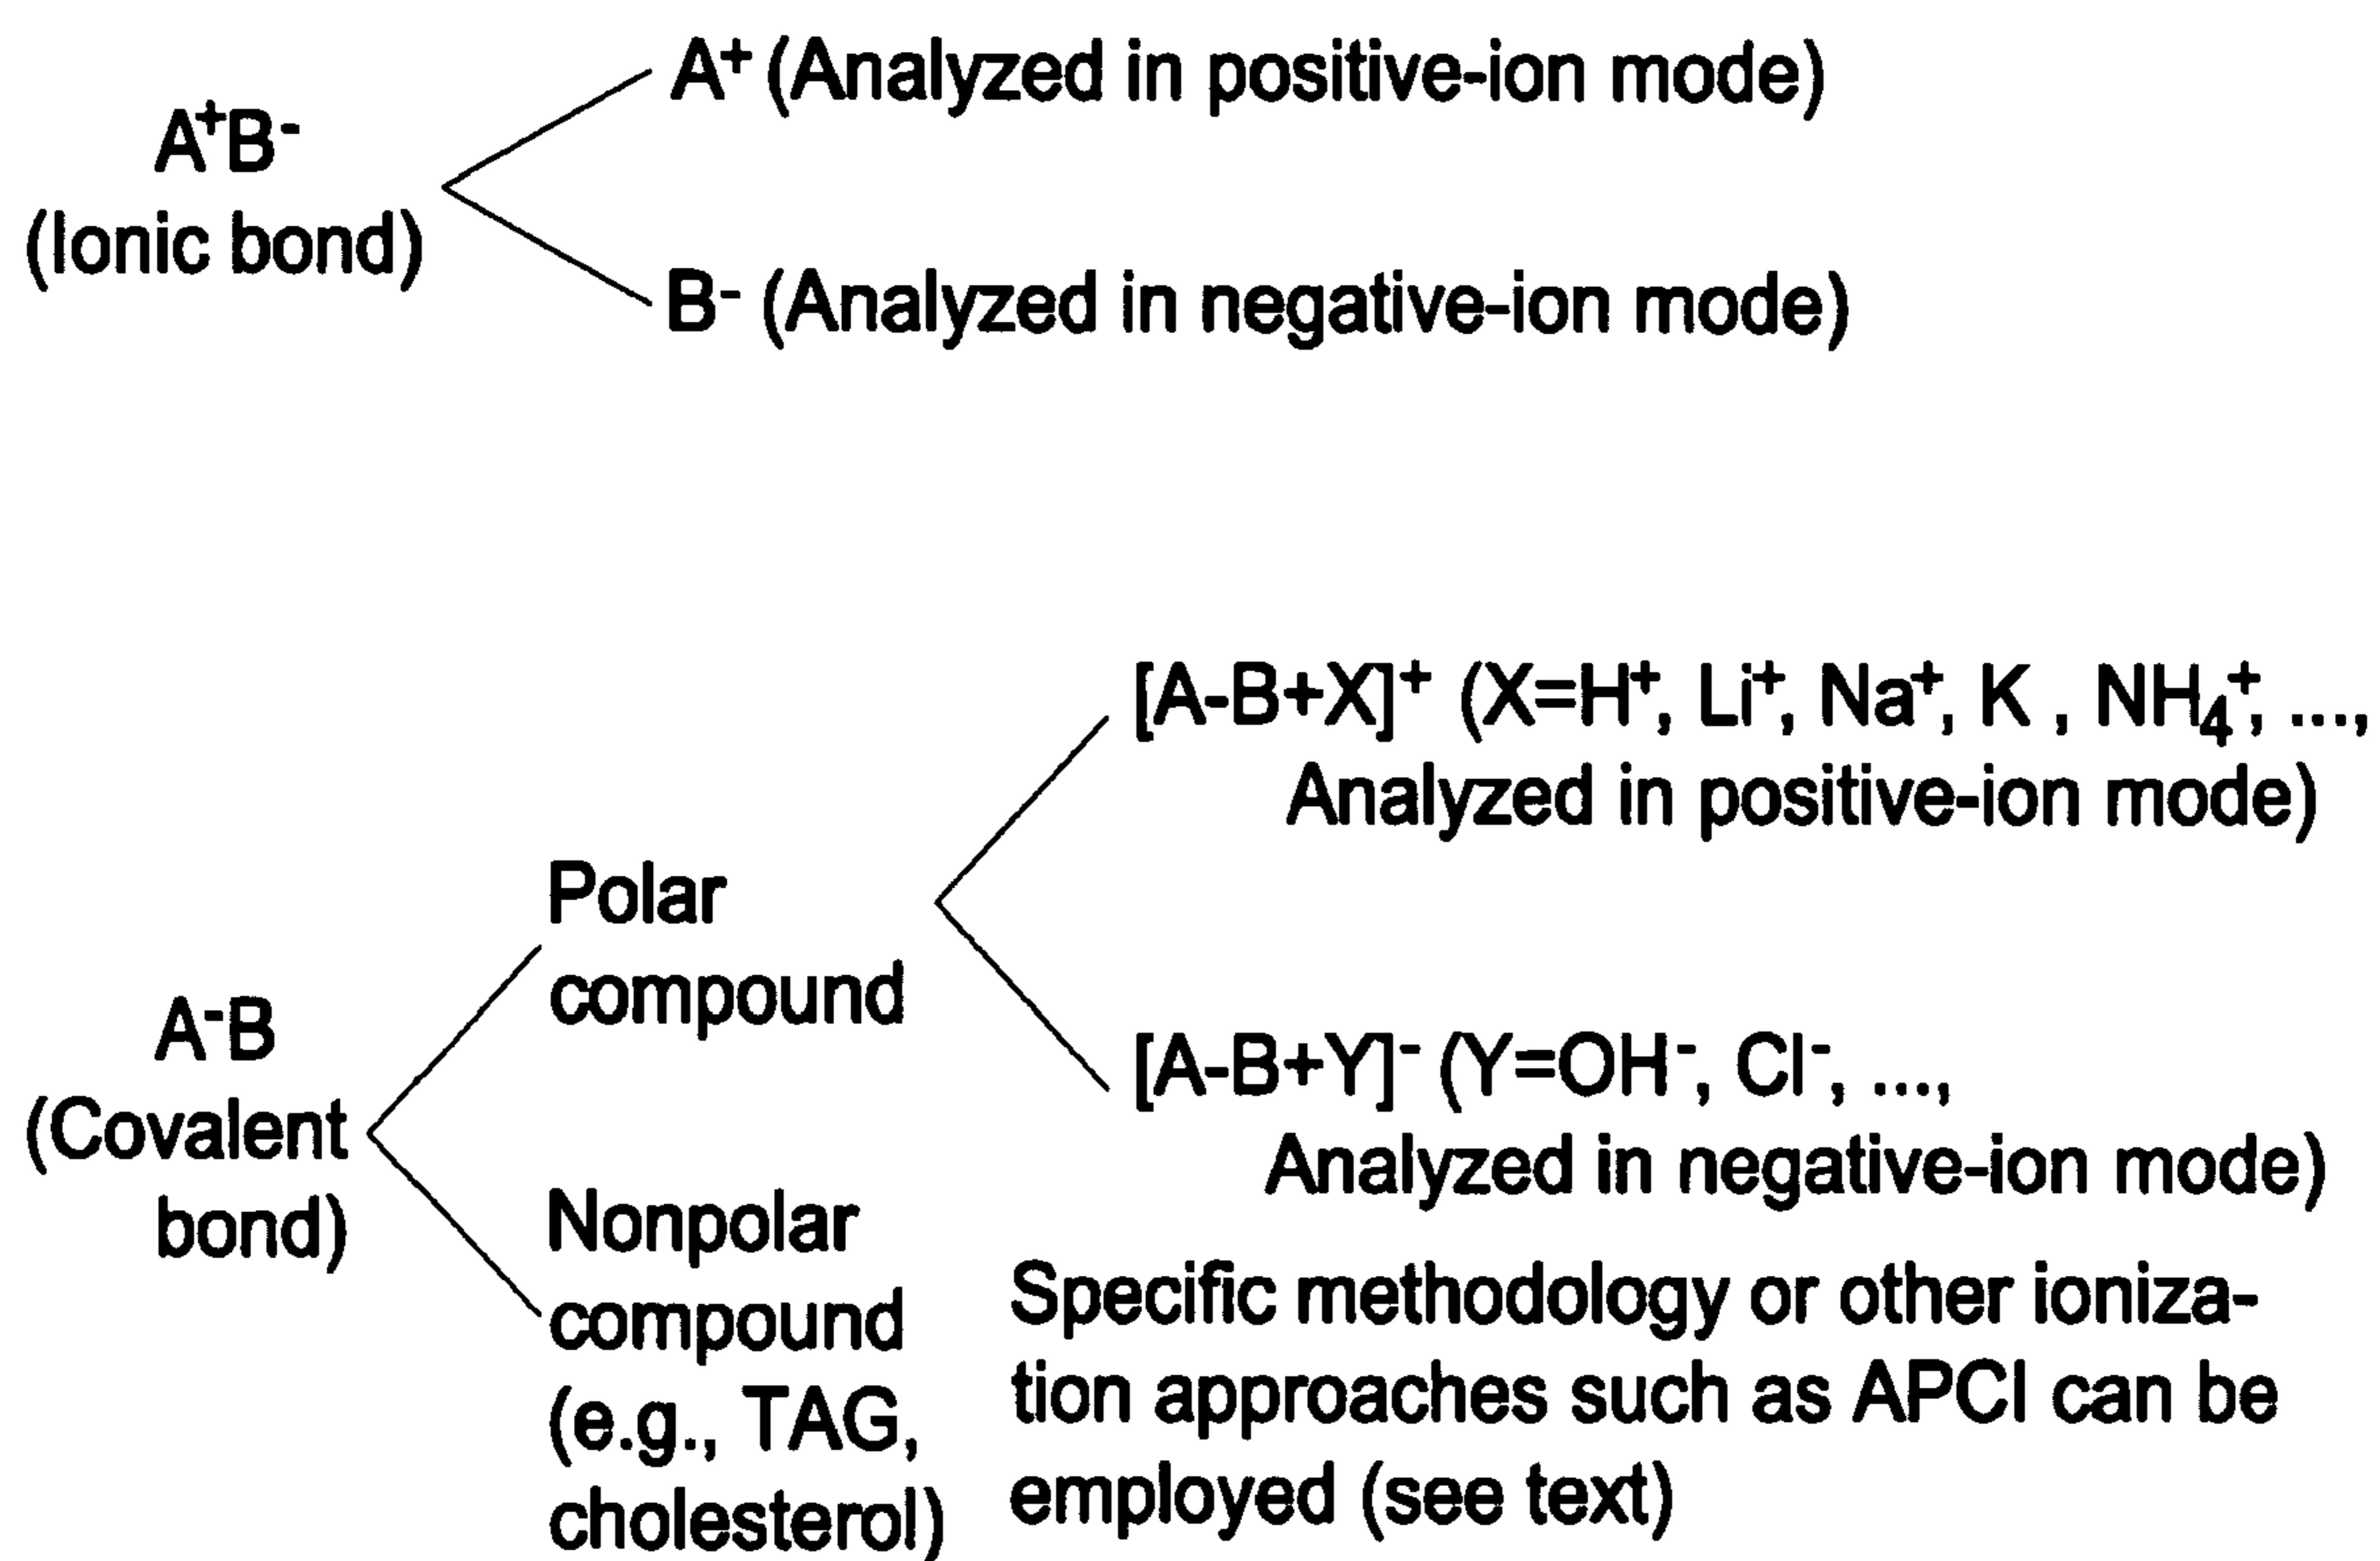 A⁺ (Analyzed in positive-ion mode)
A⁺B⁻
(Ionic bond)
B⁻ (Analyzed in negative-ion mode)
[A-B+X]⁺ (X=H⁺, Li⁺, Na⁺, K , NH₄⁺, ...,
Analyzed in positive-ion mode)
Polar
compound
A-B
(Covalent
bond)
[A-B+Y]⁻ (Y=OH⁻, Cl⁻, ...,
Analyzed in negative-ion mode)
Nonpolar
compound
(e.g., TAG,
cholesterol)
Specific methodology or other ioniza-
tion approaches such as APCI can be
employed (see text)